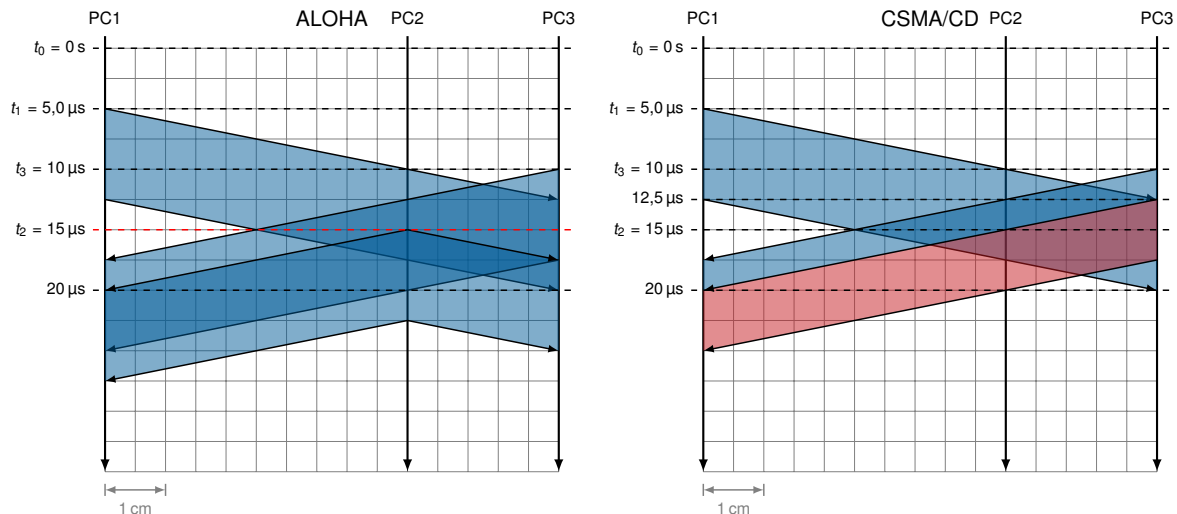 ALOHA
PC1 PC2 PC3
t₀ = 0 s
t₁ = 5,0 µs
t₃ = 10 µs
t₂ = 15 µs
20 µs
1 cm
CSMA/CD
PC1 PC2 PC3
t₀ = 0 s
t₁ = 5,0 µs
t₃ = 10 µs
12,5 µs
t₂ = 15 µs
20 µs
1 cm